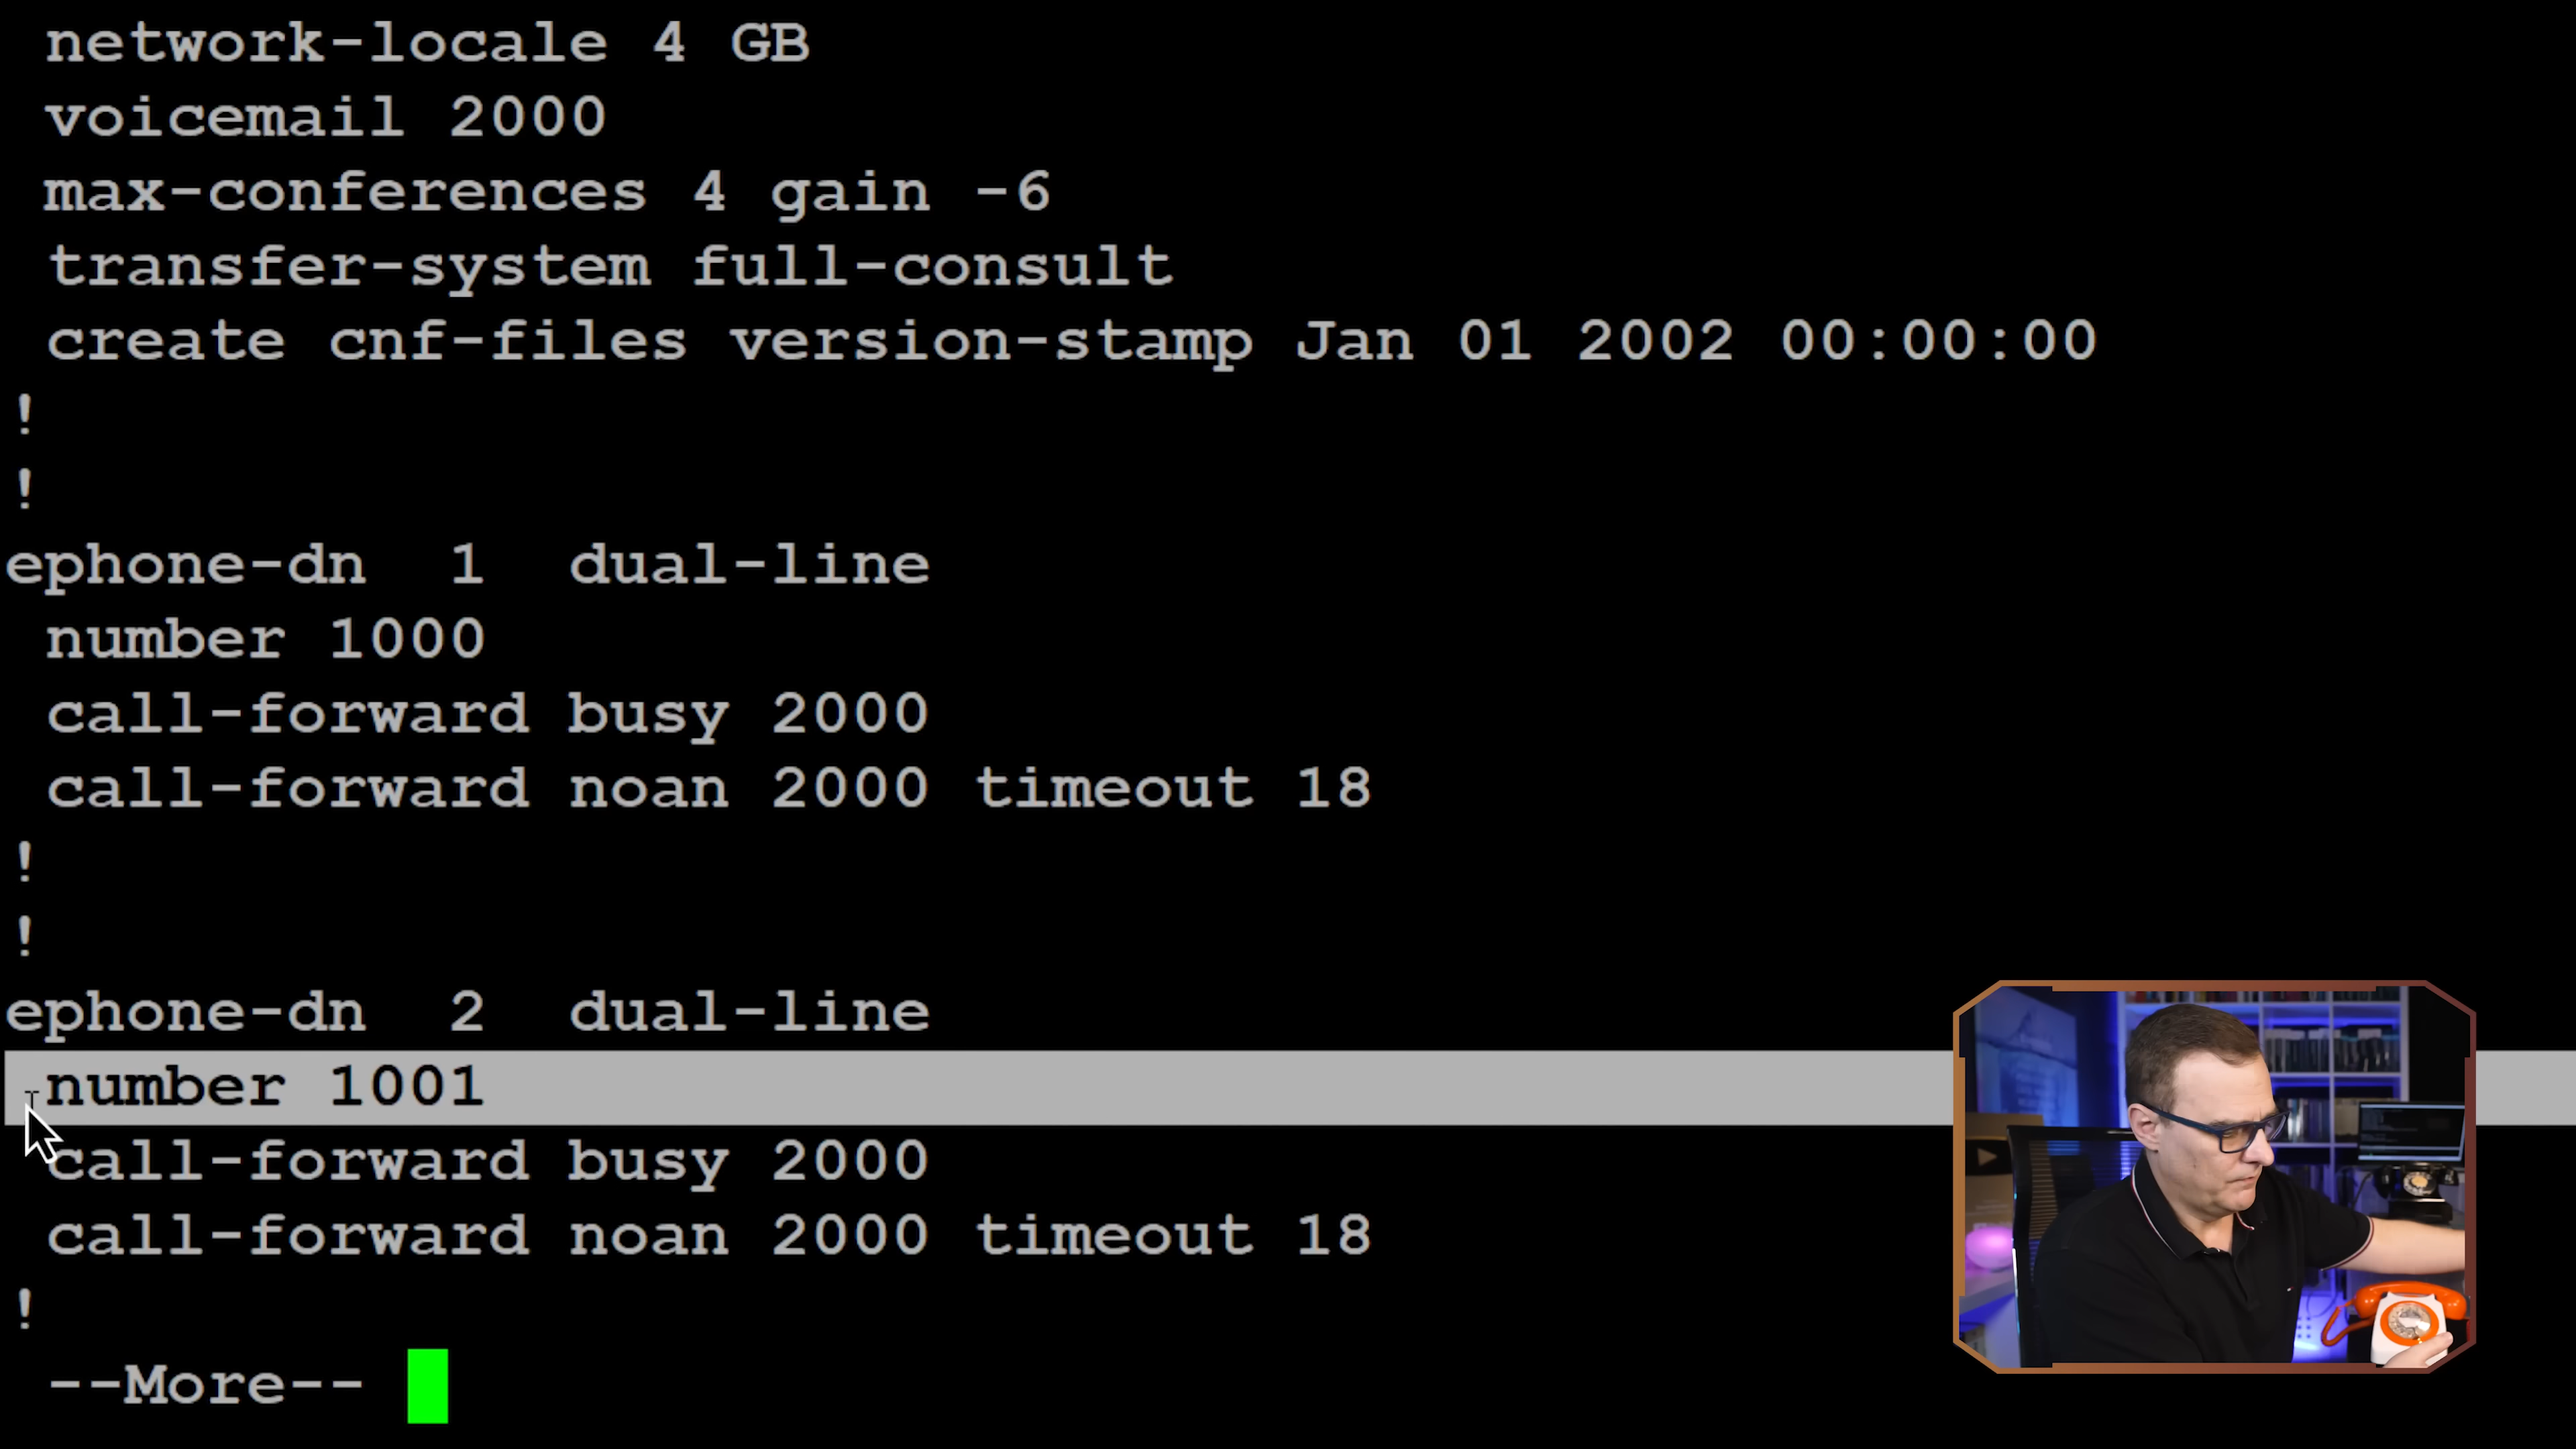 network-locale 4 GB
voicemail 2000
max-conferences 4 gain -6
transfer-system full-consult
create cnf-files version-stamp Jan 01 2002 00:00:00
!
!
ephone-dn  1  dual-line
number 1000
call-forward busy 2000
call-forward noan 2000 timeout 18
!
!
ephone-dn  2  dual-line
number 1001
call-forward busy 2000
call-forward noan 2000 timeout 18
!
--More--